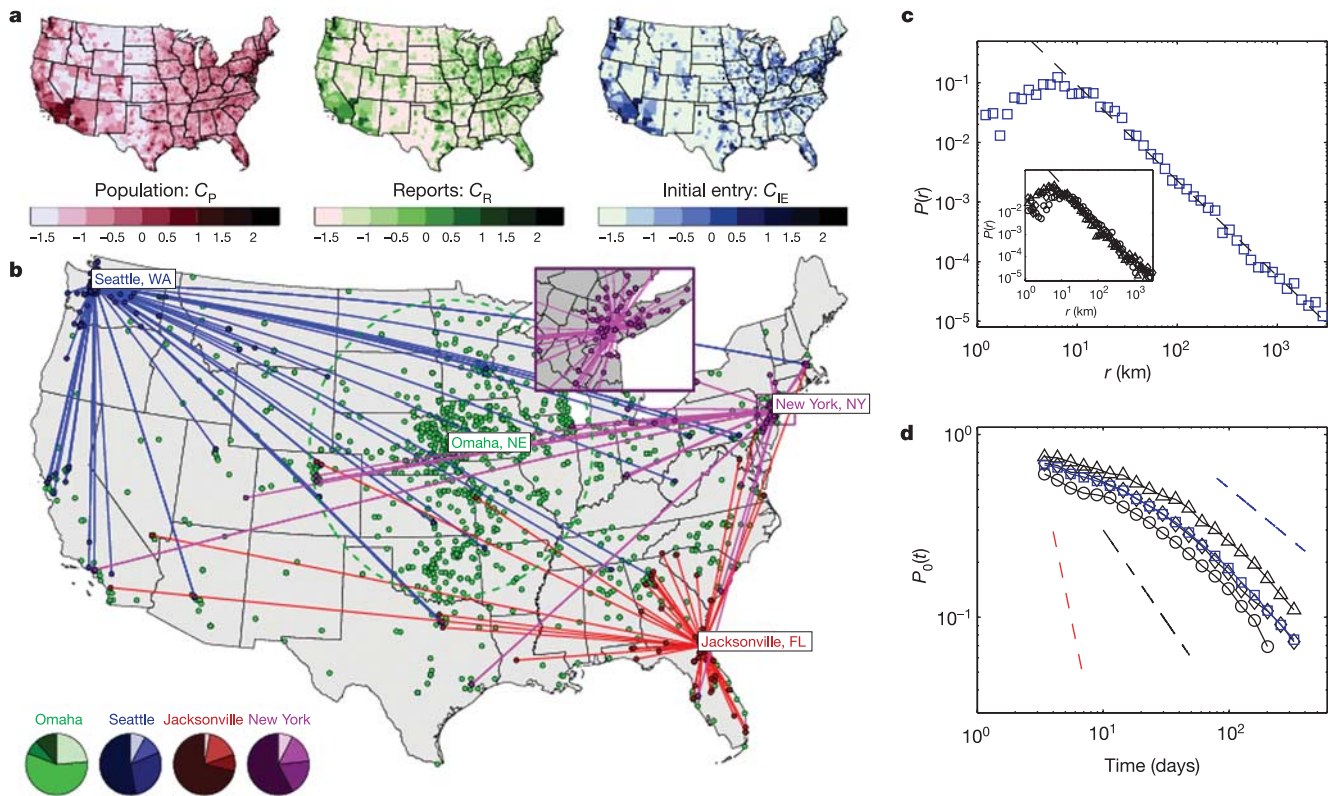 a
Population: C_P
Reports: C_R
Initial entry: C_IE
−1.5 −1 −0.5 0 0.5 1 1.5 2
−1.5 −1 −0.5 0 0.5 1 1.5 2
−1.5 −1 −0.5 0 0.5 1 1.5 2
b
Seattle, WA
New York, NY
Omaha, NE
Jacksonville, FL
Omaha Seattle Jacksonville New York
c
P(r)
10^−1
10^−2
10^−3
10^−4
10^−5
10^0 10^1 10^2 10^3
r (km)
P(r)
10^−2
10^−3
10^−4
10^−5
10^0 10^1 10^2 10^3
r (km)
d
P_0(t)
10^0
10^−1
10^0 10^1 10^2
Time (days)